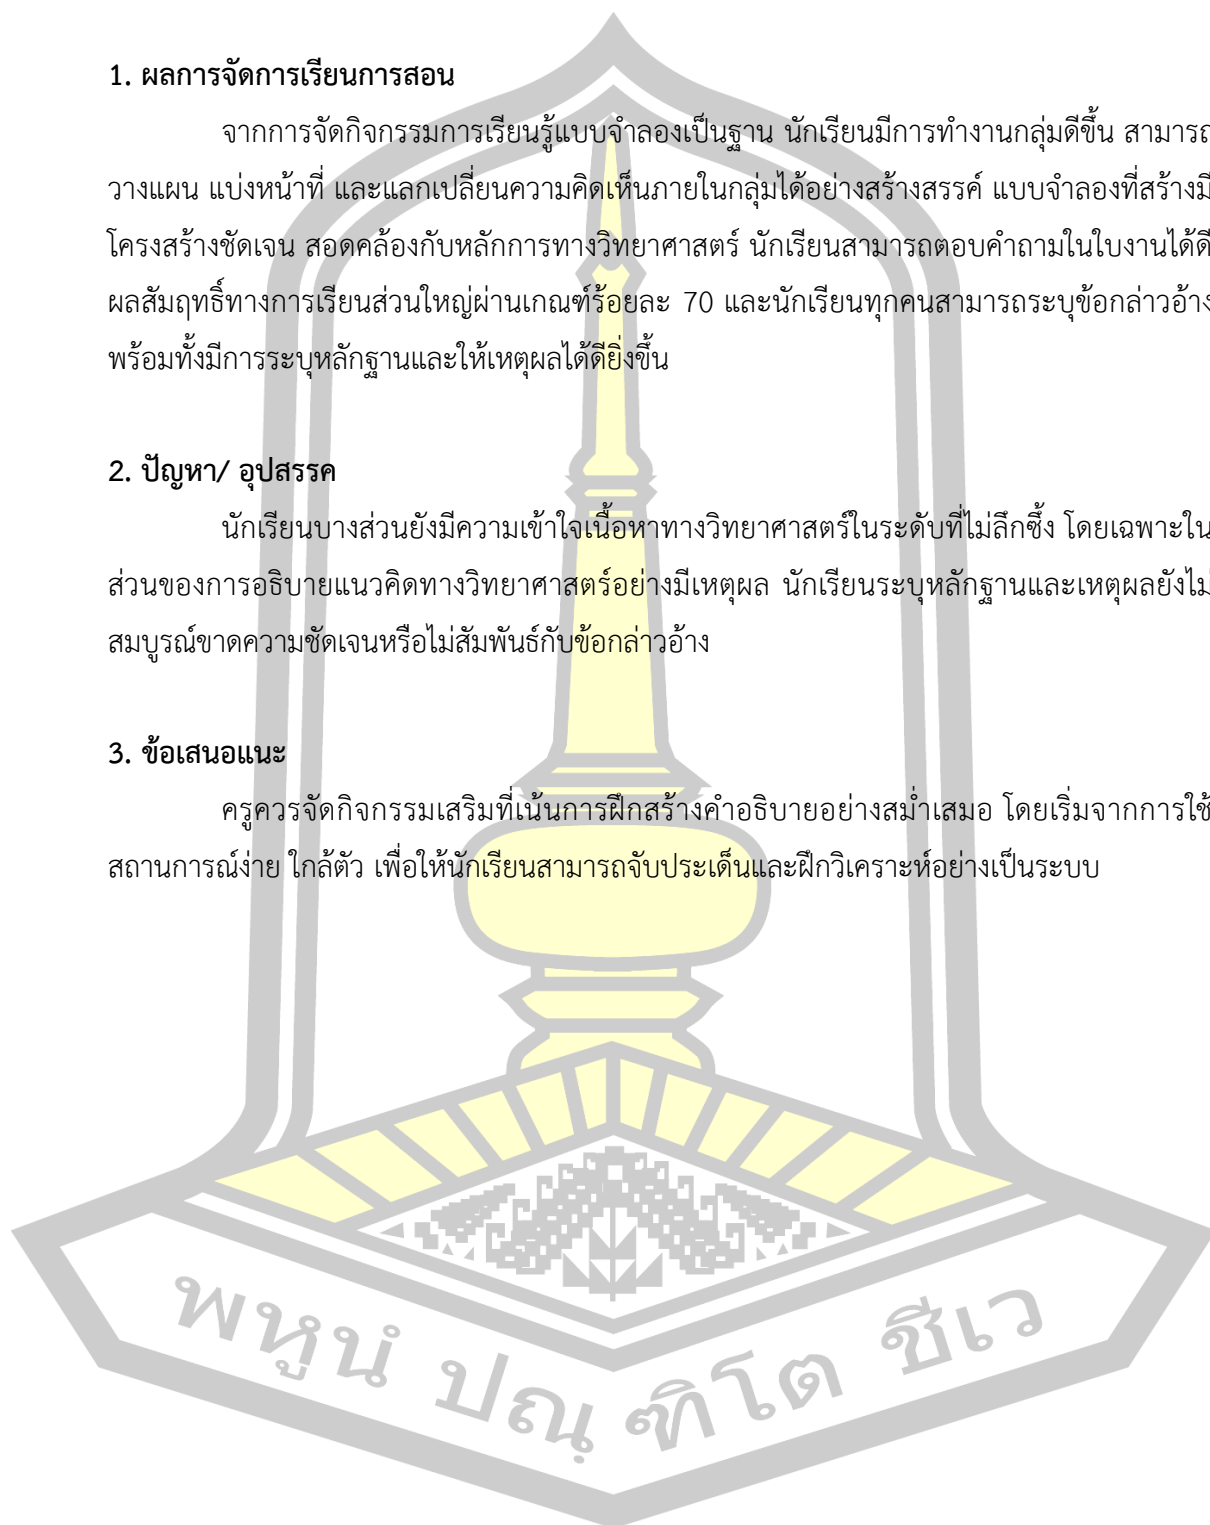 1. ผลการจัดการเรียนการสอน
จากการจัดกิจกรรมการเรียนรู้แบบจำลองเป็นฐาน นักเรียนมีการทำงานกลุ่มดีขึ้น สามารถ
วางแผน แบ่งหน้าที่ และแลกเปลี่ยนความคิดเห็นภายในกลุ่มได้อย่างสร้างสรรค์ แบบจำลองที่สร้างมี
โครงสร้างชัดเจน สอดคล้องกับหลักการทางวิทยาศาสตร์ นักเรียนสามารถตอบคำถามในใบงานได้ดี
ผลสัมฤทธิ์ทางการเรียนส่วนใหญ่ผ่านเกณฑ์ร้อยละ 70 และนักเรียนทุกคนสามารถระบุข้อกล่าวอ้าง
พร้อมทั้งมีการระบุหลักฐานและให้เหตุผลได้ดียิ่งขึ้น
2. ปัญหา/ อุปสรรค
นักเรียนบางส่วนยังมีความเข้าใจเนื้อหาทางวิทยาศาสตร์ในระดับที่ไม่ลึกซึ้ง โดยเฉพาะใน
ส่วนของการอธิบายแนวคิดทางวิทยาศาสตร์อย่างมีเหตุผล นักเรียนระบุหลักฐานและเหตุผลยังไม่
สมบูรณ์ขาดความชัดเจนหรือไม่สัมพันธ์กับข้อกล่าวอ้าง
3. ข้อเสนอแนะ
ครูควรจัดกิจกรรมเสริมที่เน้นการฝึกสร้างคำอธิบายอย่างสม่ำเสมอ โดยเริ่มจากการใช้
สถานการณ์ง่าย ใกล้ตัว เพื่อให้นักเรียนสามารถจับประเด็นและฝึกวิเคราะห์อย่างเป็นระบบ
พหูนํ ปณฺฑิโต ชีเว